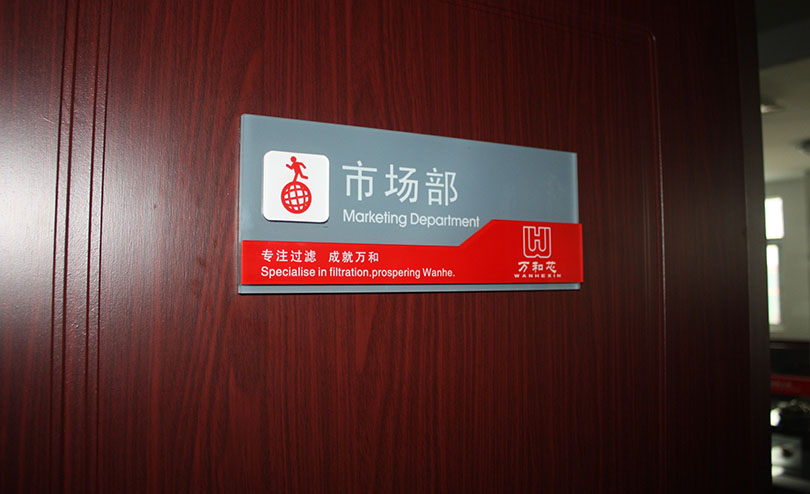 市场部
Marketing Department
专注过滤 成就万和
Specialise in filtration,prospering Wanhe.
万和芯
WANHEXIN